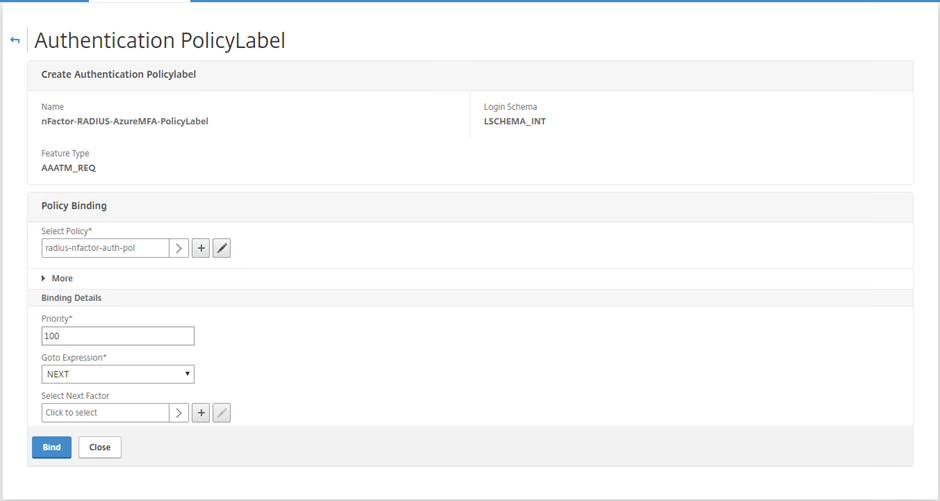 Authentication PolicyLabel
Create Authentication Policylabel
Name
nFactor-RADIUS-AzureMFA-PolicyLabel
Login Schema
LSCHEMA_INT
Feature Type
AAATM_REQ
Policy Binding
Select Policy*
radius-nfactor-auth-pol
More
Binding Details
Priority*
100
Goto Expression*
NEXT
Select Next Factor
Click to select
Bind
Close